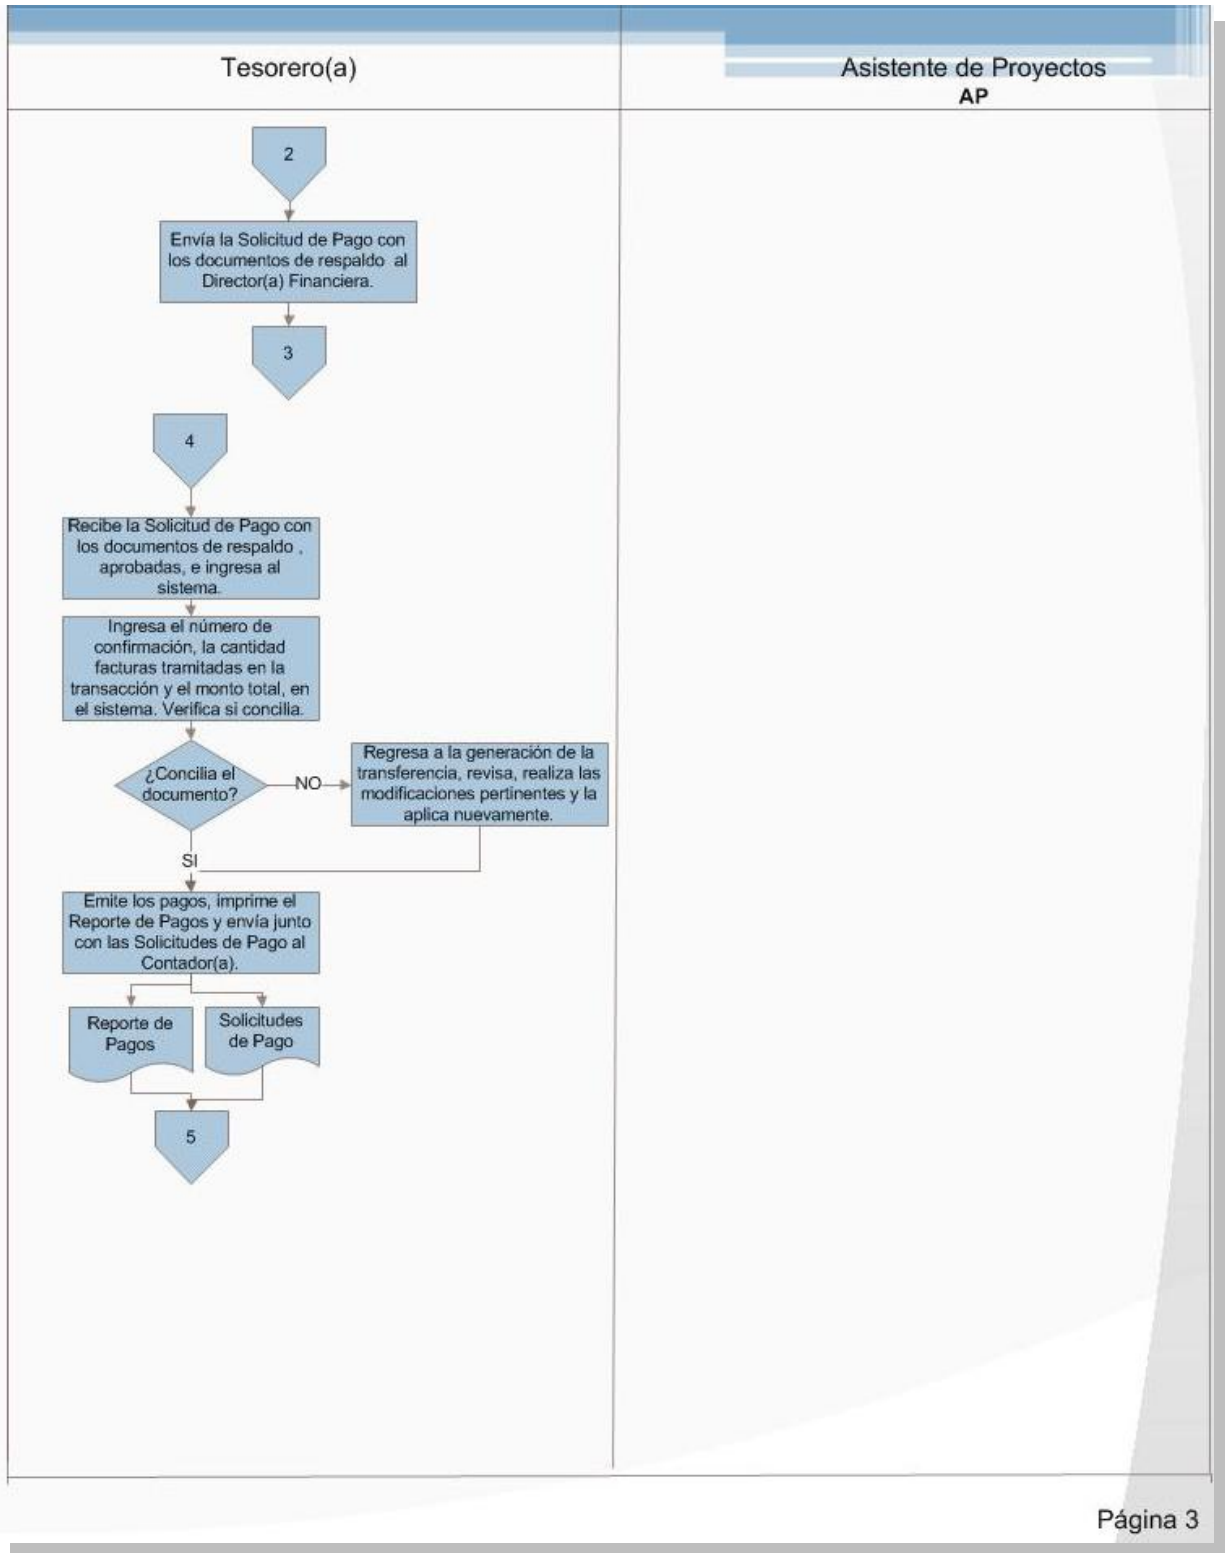 Tesorero(a)
Asistente de Proyectos
AP
2
Envía la Solicitud de Pago con
los documentos de respaldo al
Director(a) Financiera.
3
4
Recibe la Solicitud de Pago con
los documentos de respaldo ,
aprobadas, e ingresa al
sistema.
Ingresa el número de
confirmación, la cantidad
facturas tramitadas en la
transacción y el monto total, en
el sistema. Verifica si concilia.
¿Concilia el
documento?
NO
Regresa a la generación de la
transferencia, revisa, realiza las
modificaciones pertinentes y la
aplica nuevamente.
SI
Emite los pagos, imprime el
Reporte de Pagos y envía junto
con las Solicitudes de Pago al
Contador(a).
Reporte de
Pagos
Solicitudes
de Pago
5
Página 3